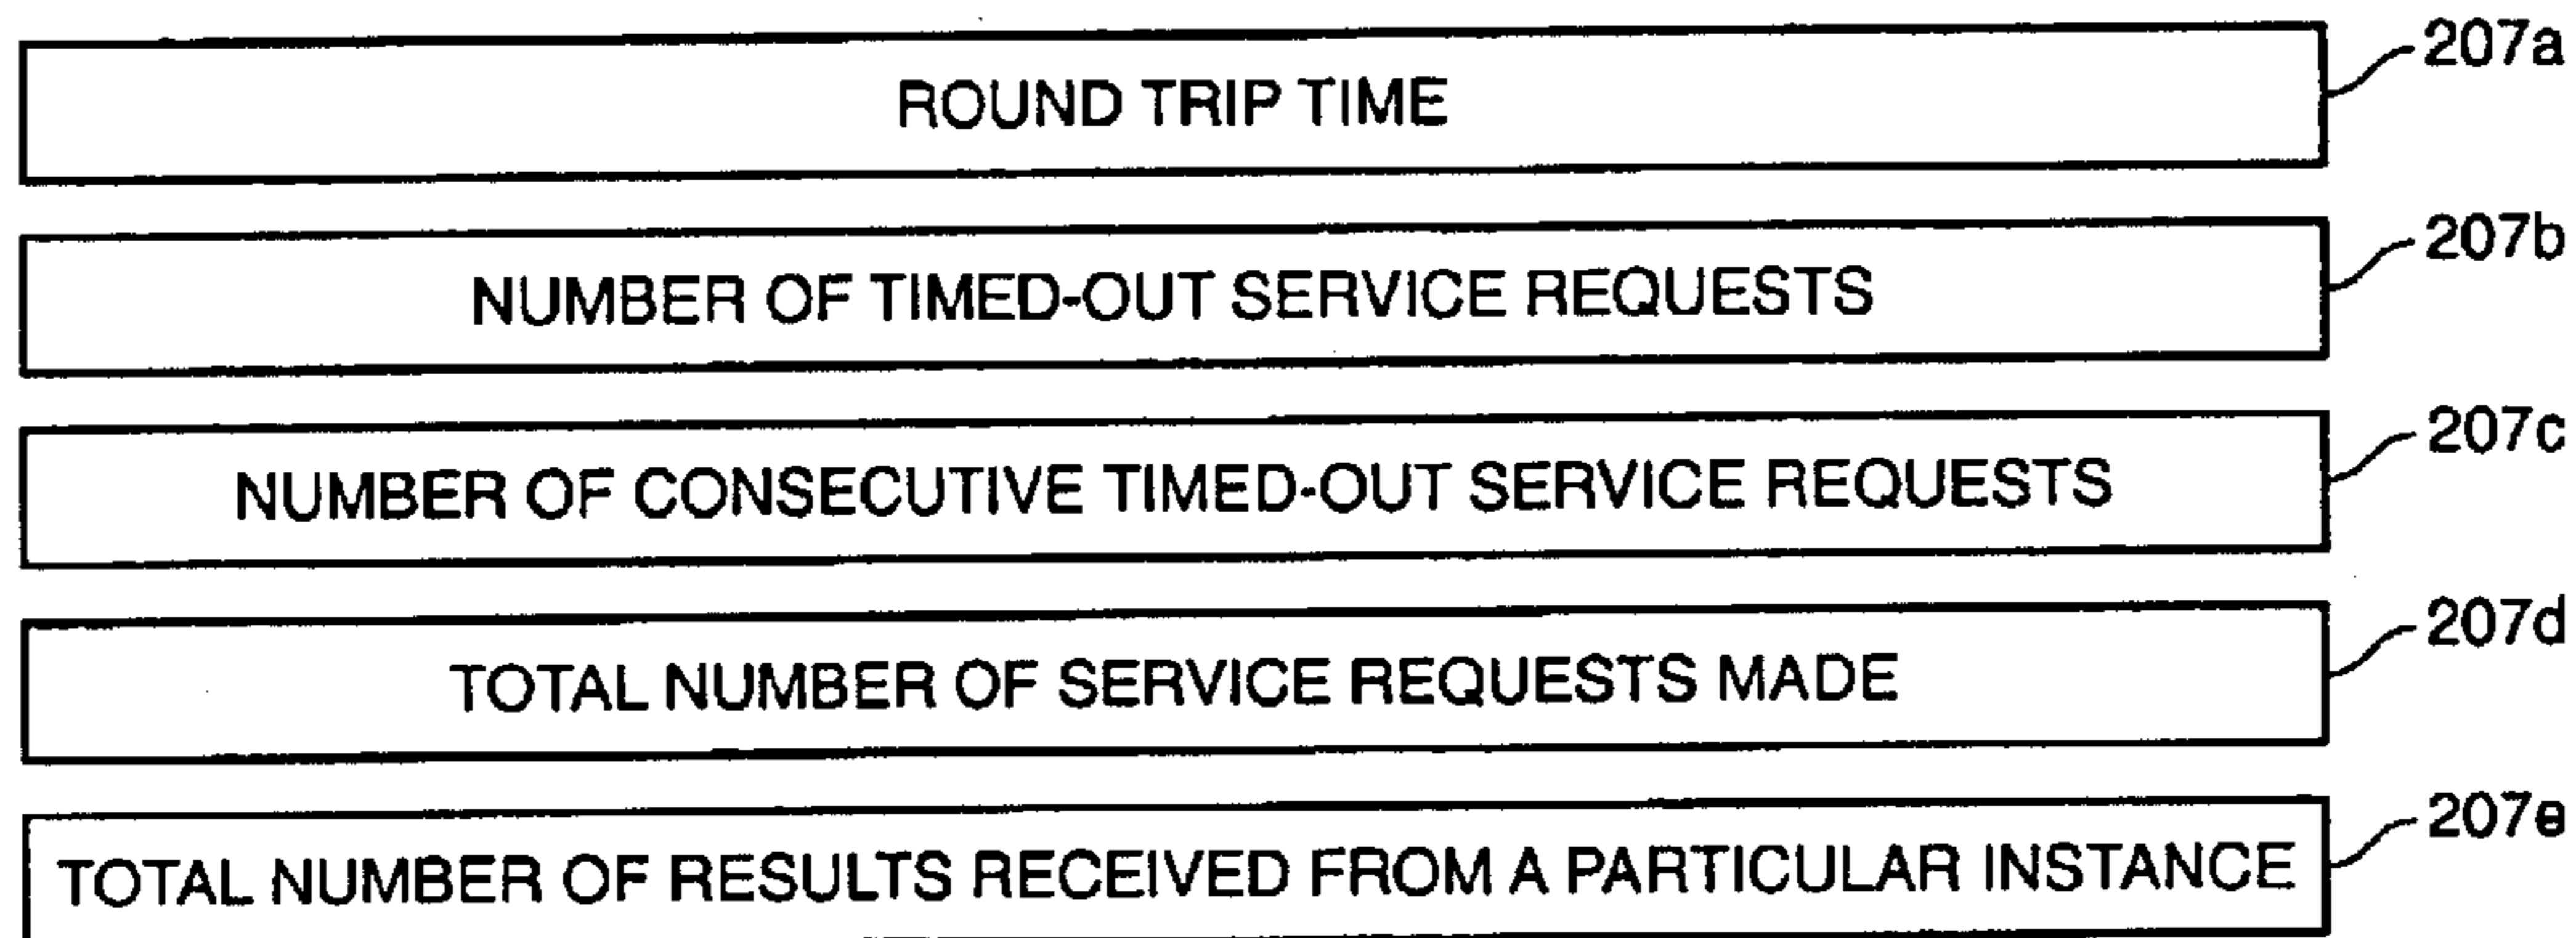 ROUND TRIP TIME 207a
NUMBER OF TIMED-OUT SERVICE REQUESTS 207b
NUMBER OF CONSECUTIVE TIMED-OUT SERVICE REQUESTS 207c
TOTAL NUMBER OF SERVICE REQUESTS MADE 207d
TOTAL NUMBER OF RESULTS RECEIVED FROM A PARTICULAR INSTANCE 207e